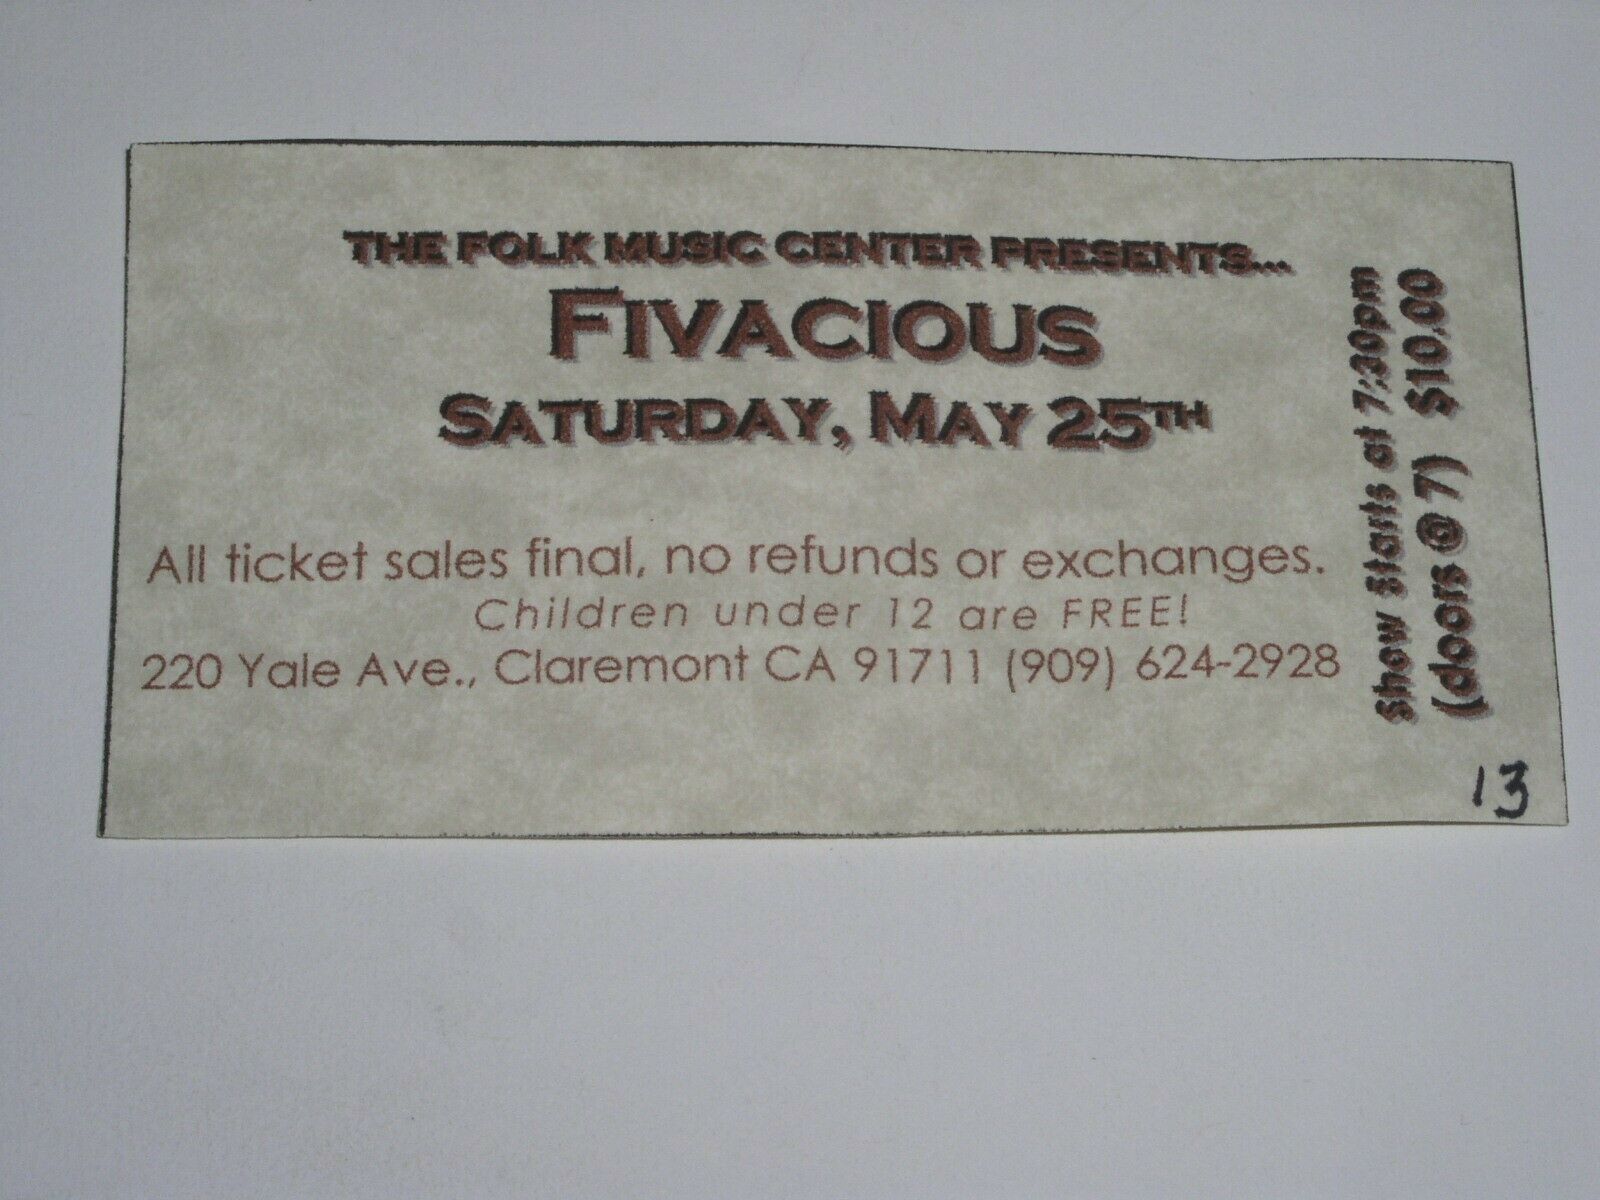 THE FOLK MUSIC CENTER PRESENTS...
FIVACIOUS
SATURDAY, MAY 25TH
All ticket sales final, no refunds or exchanges.
Children under 12 are FREE!
220 Yale Ave., Claremont CA 91711 (909) 624-2928
Show Starts at 7:30pm
(doors @ 7) $10.00
13